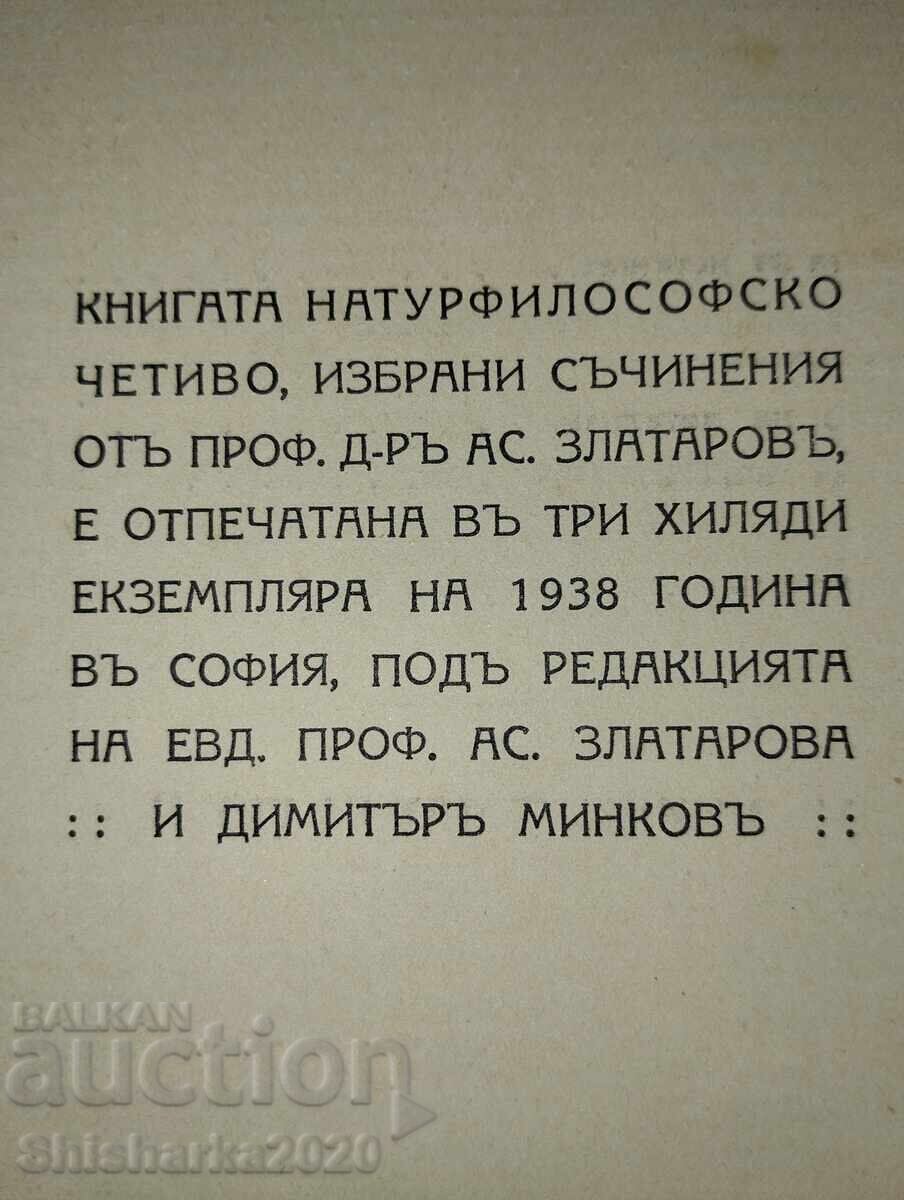 КНИГАТА НАТУРФИЛОСОФСКО
ЧЕТИВО, ИЗБРАНИ СЪЧИНЕНИЯ
ОТЪ ПРОФ. Д-РЪ АС. ЗЛАТАРОВЪ,
Е ОТПЕЧАТАНА ВЪ ТРИ ХИЛЯДИ
ЕКЗЕМПЛЯРА НА 1938 ГОДИНА
ВЪ СОФИЯ, ПОДЪ РЕДАКЦИЯТА
НА ЕВД. ПРОФ. АС. ЗЛАТАРОВА
:: И ДИМИТЪРЪ МИНКОВЪ ::
BALKAN
auction
Shisharka2020